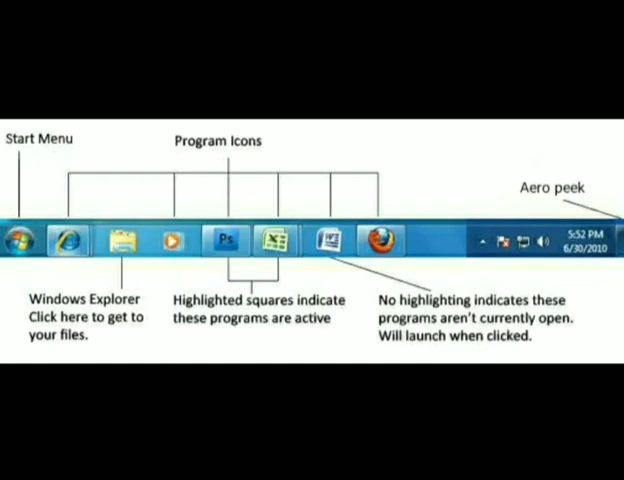 Start Menu
Program Icons
Aero peek
Ps
5:52 PM
6/30/2010
Windows Explorer
Click here to get to
your files.
Highlighted squares indicate
these programs are active
No highlighting indicates these
programs aren't currently open.
Will launch when clicked.